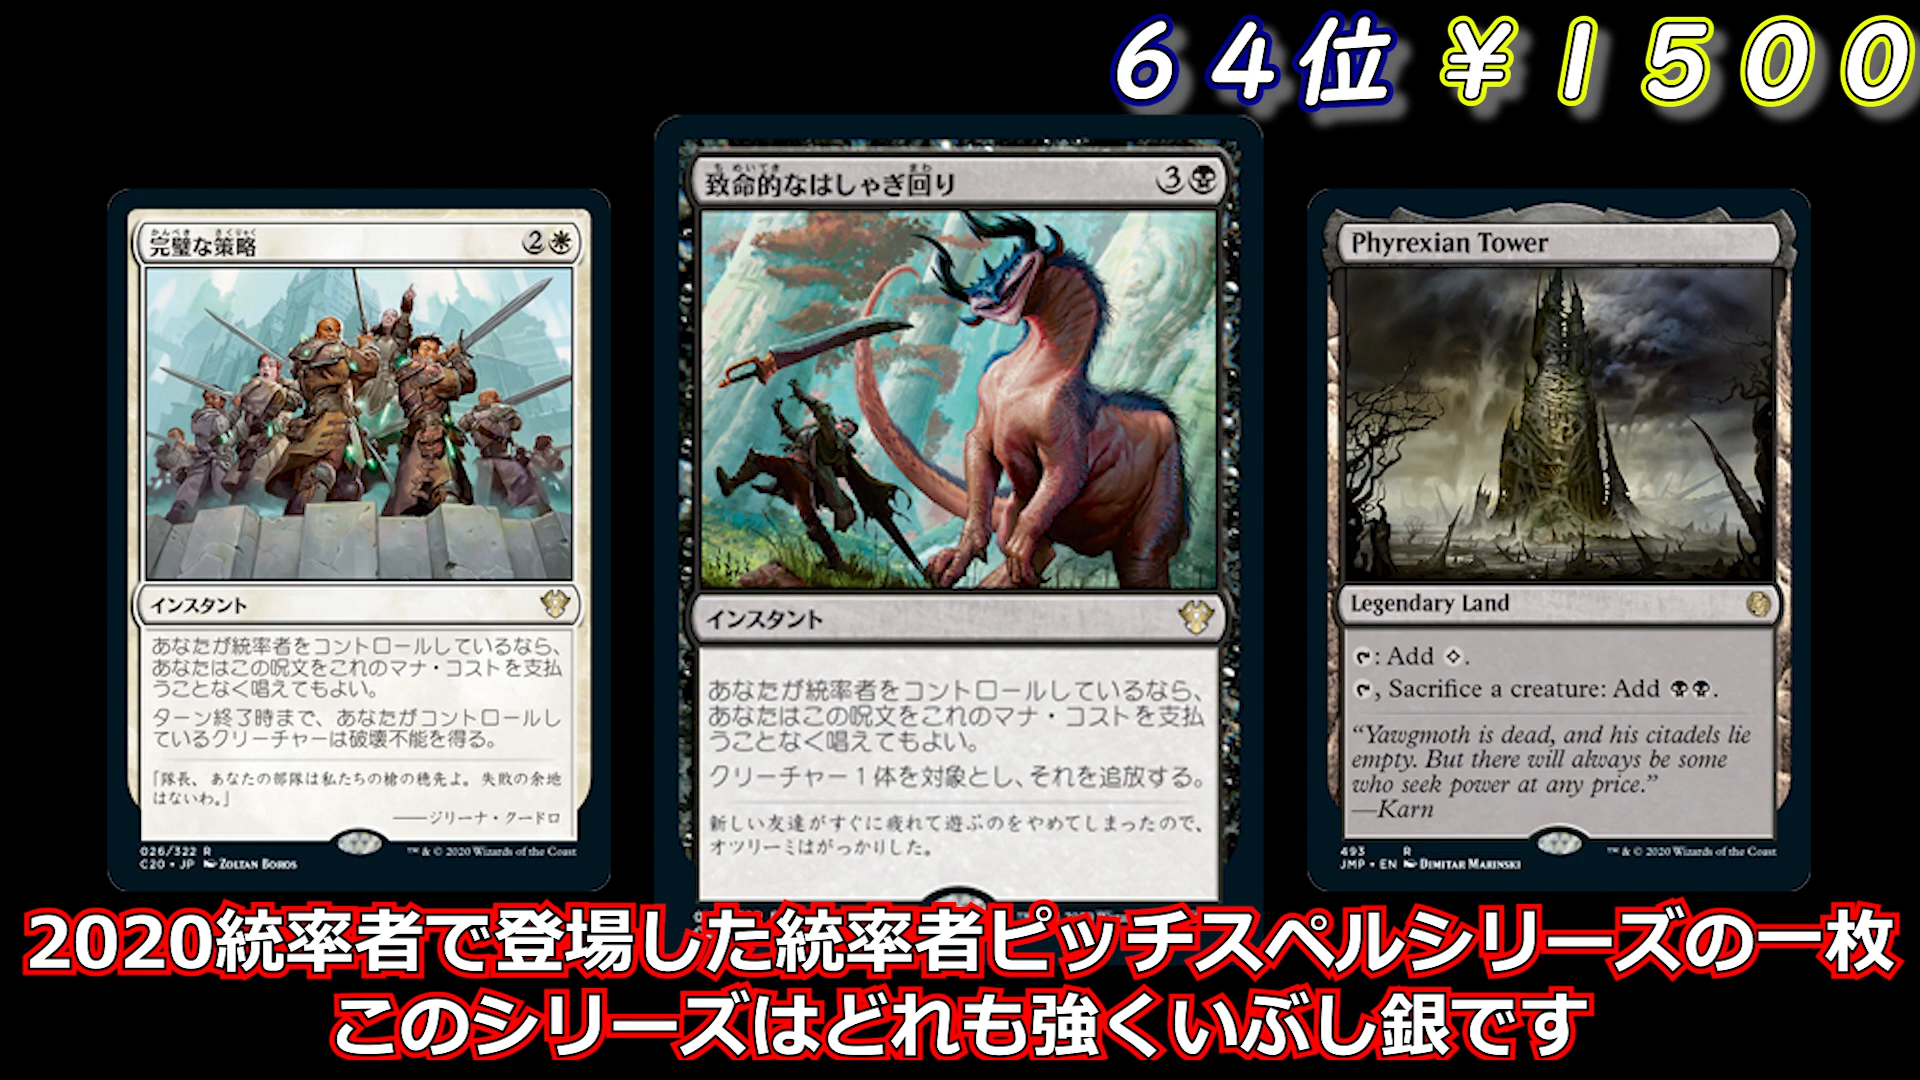 64位 ¥1500
完璧な策略 2
かんぺき さくりゃく
インスタント
あなたが統率者をコントロールしているなら、
あなたはこの呪文をこれのマナ・コストを支払
うことなく唱えてもよい。
ターン終了時まで、あなたがコントロールし
ているクリーチャーは破壊不能を得る。
「隊長、あなたの部隊は私たちの槍の穂先よ。失敗の余地
はないわ。」
――ジリーナ・クードロ
026/322 R
C20・JP Zoltan Boros
™ & © 2020 Wizards of the Coast
ち めいてき まわ
致命的なはしゃぎ回り 3
インスタント
あなたが統率者をコントロールしているなら、
あなたはこの呪文をこれのマナ・コストを支払
うことなく唱えてもよい。
クリーチャー1体を対象とし、それを追放する。
新しい友達がすぐに疲れて遊ぶのをやめてしまったので、
オツリーミはがっかりした。
Phyrexian Tower
Legendary Land
: Add .
, Sacrifice a creature: Add .
“Yawgmoth is dead, and his citadels lie
empty. But there will always be some
who seek power at any price.”
—Karn
493 R
JMP • EN Dimitar Marinski
™ & © 2020 Wizards of the Coast
2020統率者で登場した統率者ピッチスペルシリーズの一枚
このシリーズはどれも強くいぶし銀です